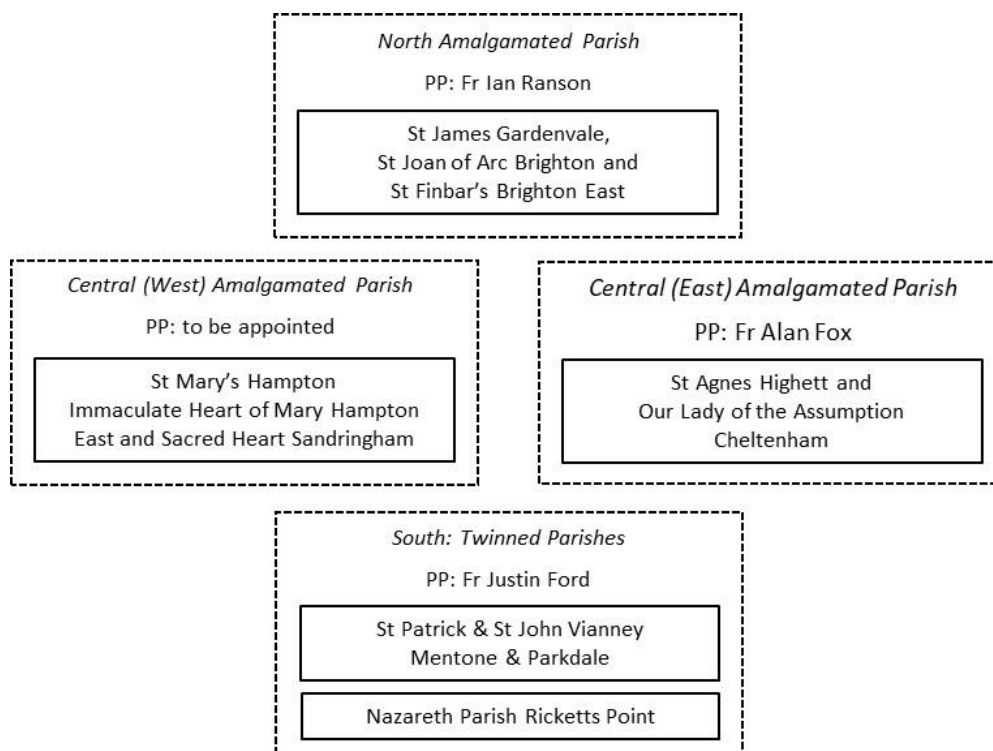 North Amalgamated Parish
PP: Fr Ian Ranson
St James Gardenvale,
St Joan of Arc Brighton and
St Finbar's Brighton East
Central (West) Amalgamated Parish
PP: to be appointed
St Mary’s Hampton
Immaculate Heart of Mary Hampton
East and Sacred Heart Sandringham
Central (East) Amalgamated Parish
PP: Fr Alan Fox
St Agnes Highett and
Our Lady of the Assumption
Cheltenham
South: Twinned Parishes
PP: Fr Justin Ford
St Patrick & St John Vianney
Mentone & Parkdale
Nazareth Parish Ricketts Point